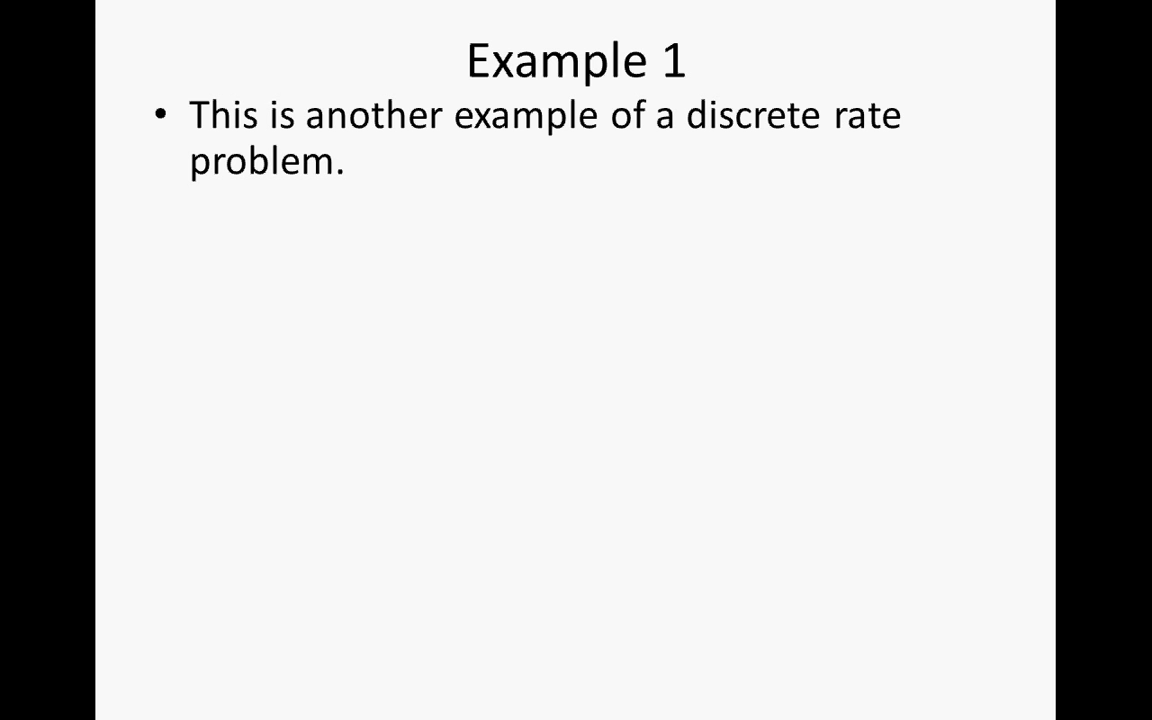 Example 1
• This is another example of a discrete rate
problem.